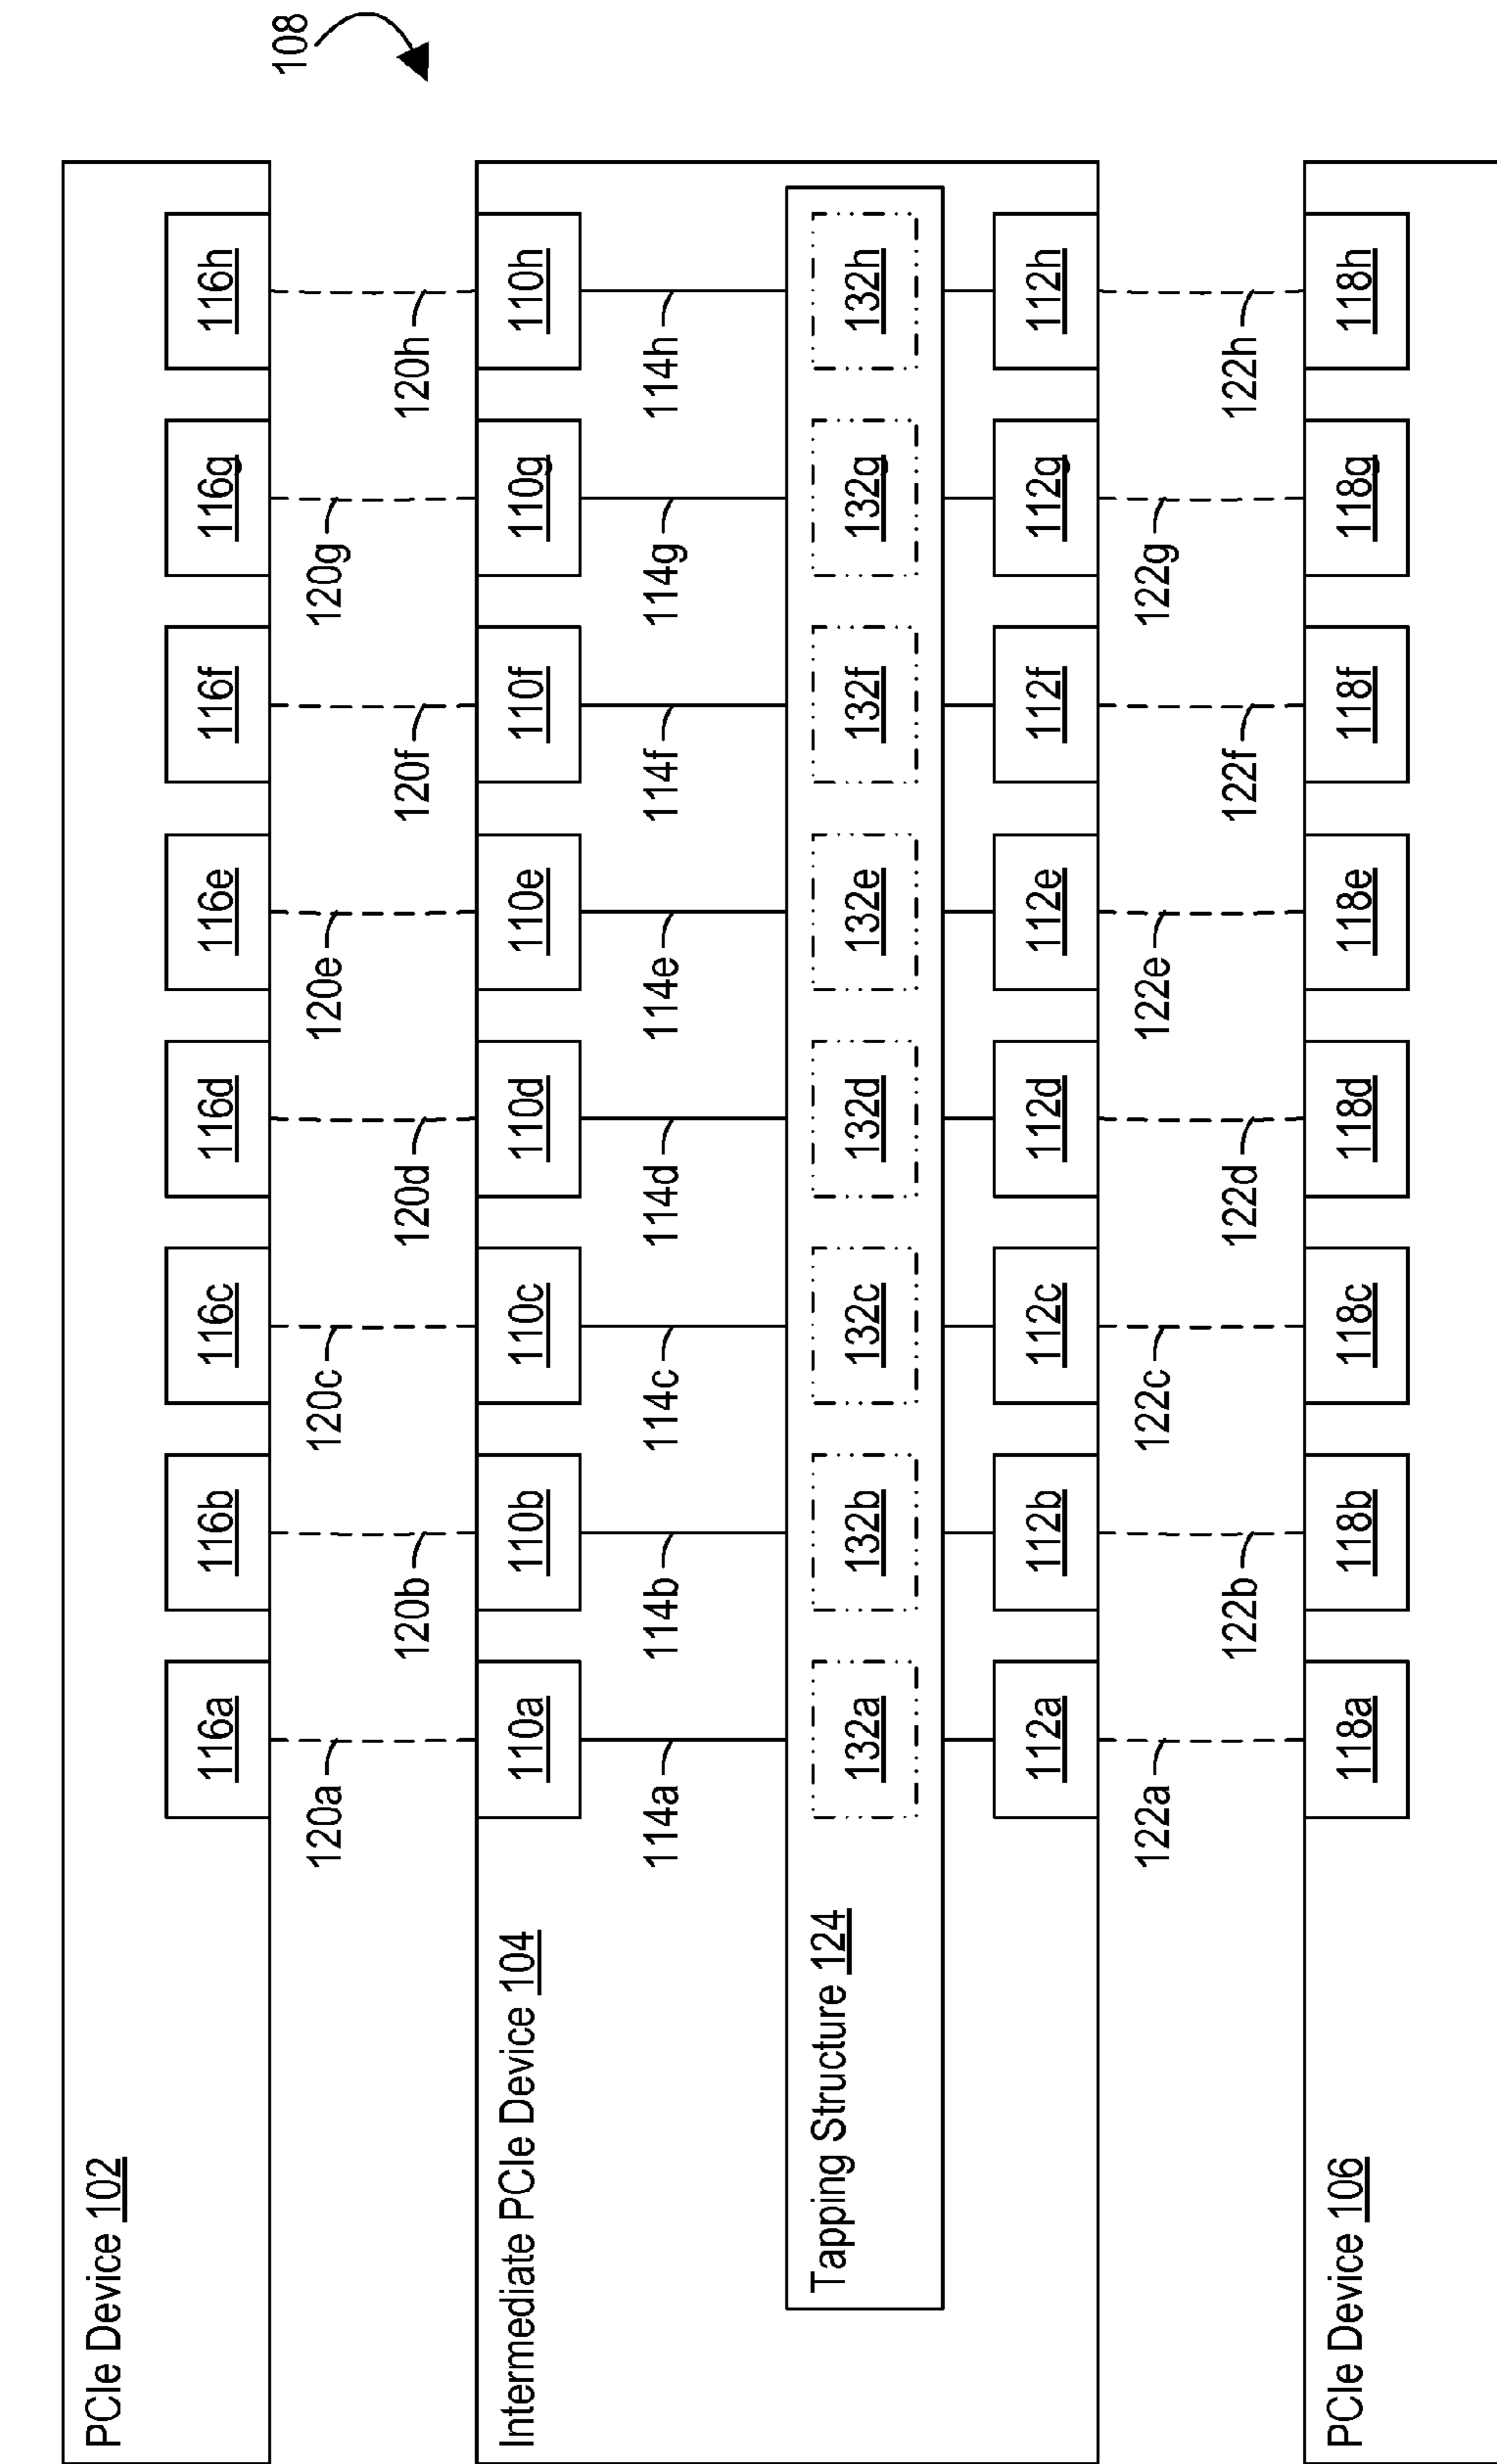 108
PCIe Device 102
116a
116b
116c
116d
116e
116f
116g
116h
120a
120b
120c
120d
120e
120f
120g
120h
Intermediate PCIe Device 104
110a
110b
110c
110d
110e
110f
110g
110h
114a
114b
114c
114d
114e
114f
114g
114h
Tapping Structure 124
132a
132b
132c
132d
132e
132f
132g
132h
112a
112b
112c
112d
112e
112f
112g
112h
122a
122b
122c
122d
122e
122f
122g
122h
PCIe Device 106
118a
118b
118c
118d
118e
118f
118g
118h